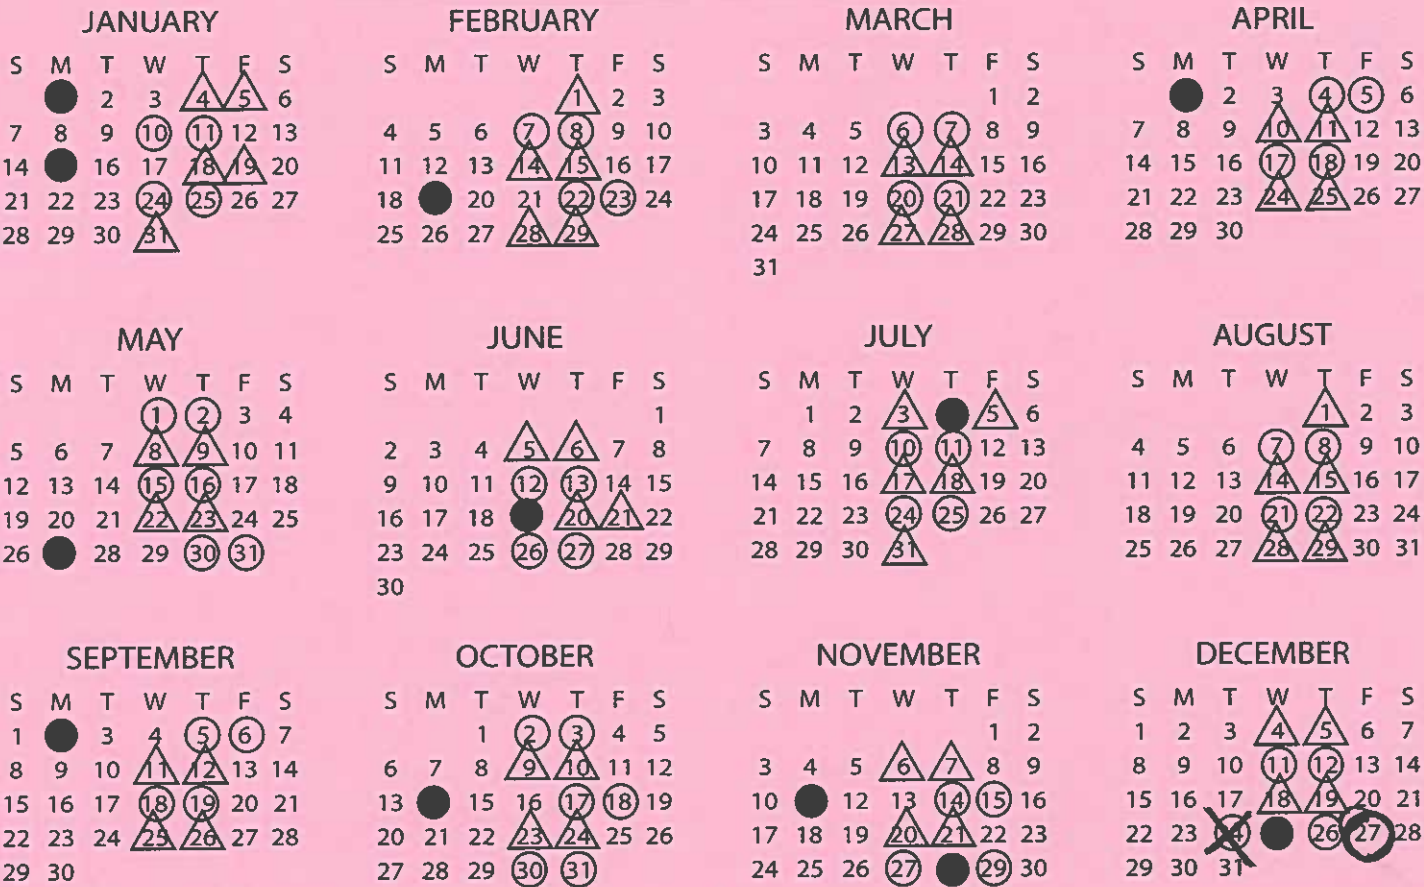 JANUARY FEBRUARY MARCH APRIL
S M T W T F S S M T W T F S S M T W T F S S M T W T F S
2 3 4 5 6 1 2 3 1 2 2 3 4 5 6
7 8 9 10 11 12 13 4 5 6 7 8 9 10 3 4 5 6 7 8 9 7 8 9 10 11 12 13
14 16 17 18 19 20 11 12 13 14 15 16 17 10 11 12 13 14 15 16 14 15 16 17 18 19 20
21 22 23 24 25 26 27 18 20 21 22 23 24 17 18 19 20 21 22 23 21 22 23 24 25 26 27
28 29 30 31 25 26 27 28 29 24 25 26 27 28 29 30 28 29 30
31
MAY JUNE JULY AUGUST
S M T W T F S S M T W T F S S M T W T F S S M T W T F S
1 2 3 4 1 1 2 3 5 6 1 2 3
5 6 7 8 9 10 11 2 3 4 5 6 7 8 7 8 9 10 11 12 13 4 5 6 7 8 9 10
12 13 14 15 16 17 18 9 10 11 12 13 14 15 14 15 16 17 18 19 20 11 12 13 14 15 16 17
19 20 21 22 23 24 25 16 17 18 20 21 22 21 22 23 24 25 26 27 18 19 20 21 22 23 24
26 28 29 30 31 23 24 25 26 27 28 29 28 29 30 31 25 26 27 28 29 30 31
30
SEPTEMBER OCTOBER NOVEMBER DECEMBER
S M T W T F S S M T W T F S S M T W T F S S M T W T F S
1 3 4 5 6 7 1 2 3 4 5 1 2 1 2 3 4 5 6 7
8 9 10 11 12 13 14 6 7 8 9 10 11 12 3 4 5 6 7 8 9 8 9 10 11 12 13 14
15 16 17 18 19 20 21 13 15 16 17 18 19 10 12 13 14 15 16 15 16 17 18 19 20 21
22 23 24 25 26 27 28 20 21 22 23 24 25 26 17 18 19 20 21 22 23 22 23 24 26 27 28
29 30 27 28 29 30 31 24 25 26 27 29 30 29 30 31